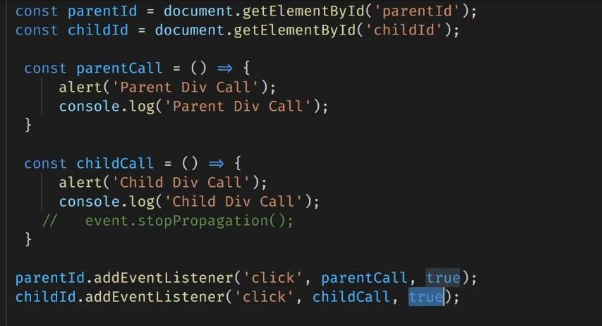 const parentId = document.getElementById('parentId');
const childId = document.getElementById('childId');
const parentCall = () => {
alert('Parent Div Call');
console.log('Parent Div Call');
}
const childCall = () => {
alert('Child Div Call');
console.log('Child Div Call');
// event.stopPropagation();
}
parentId.addEventListener('click', parentCall, true);
childId.addEventListener('click', childCall, true);